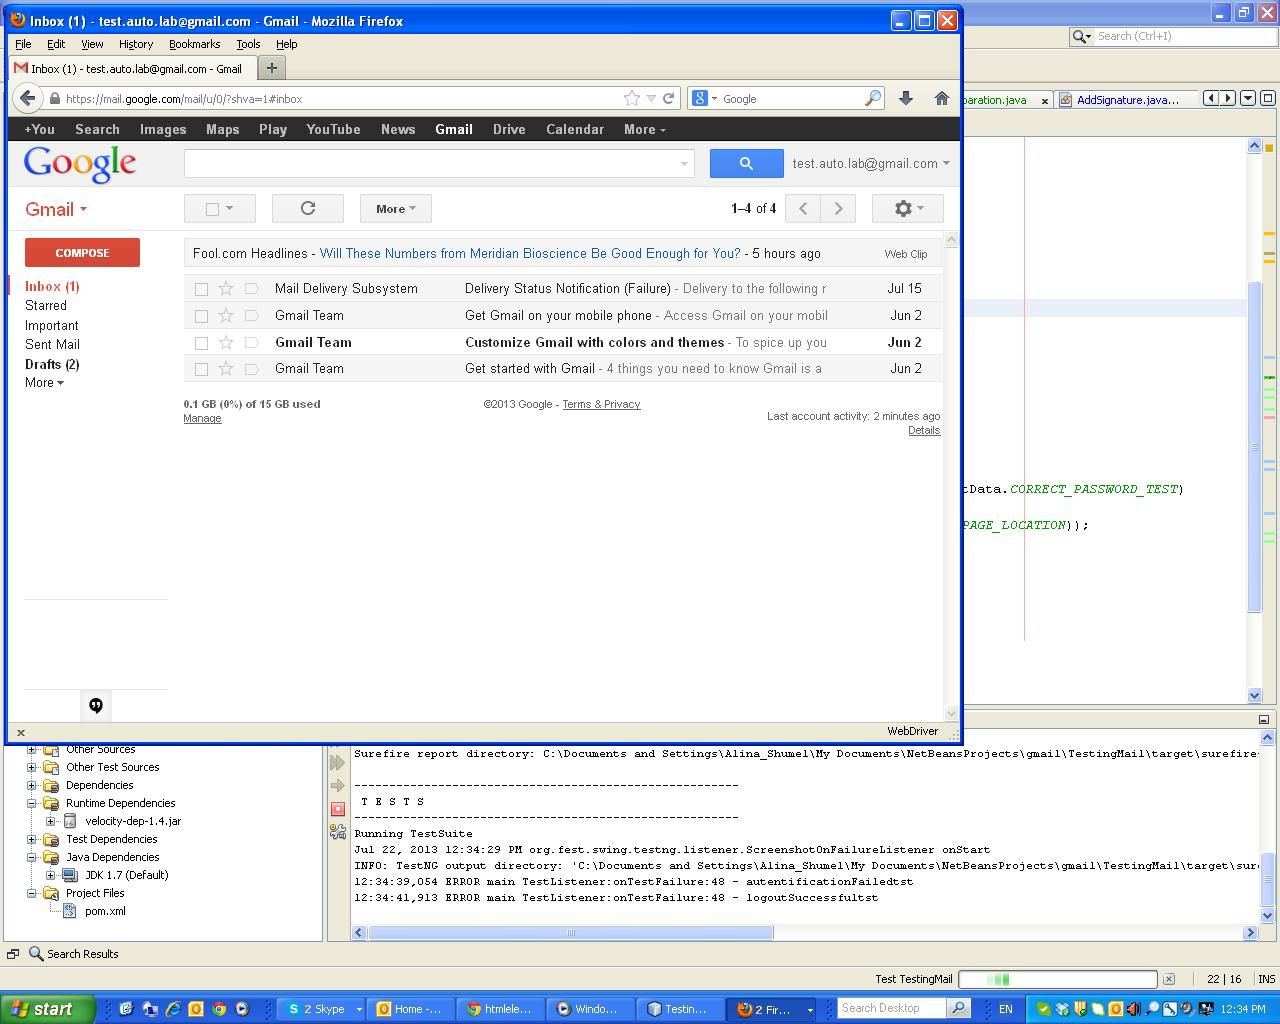 Inbox (1) - test.auto.lab@gmail.com - Gmail - Mozilla Firefox
File Edit View History Bookmarks Tools Help
Search (Ctrl+I)
Inbox (1) - test.auto.lab@gmail.com - Gmail
https://mail.google.com/mail/u/0/?shva=1#inbox
Google
paration.java
AddSignature.java...
+You Search Images Maps Play YouTube News Gmail Drive Calendar More
Google
test.auto.lab@gmail.com
Gmail
More
1–4 of 4
COMPOSE
Fool.com Headlines - Will These Numbers from Meridian Bioscience Be Good Enough for You? - 5 hours ago
Web Clip
Inbox (1)
Starred
Important
Sent Mail
Drafts (2)
More
Mail Delivery Subsystem Delivery Status Notification (Failure) - Delivery to the following r Jul 15
Gmail Team Get Gmail on your mobile phone - Access Gmail on your mobil Jun 2
Gmail Team Customize Gmail with colors and themes - To spice up you Jun 2
Gmail Team Get started with Gmail - 4 things you need to know Gmail is a Jun 2
0.1 GB (0%) of 15 GB used
Manage
©2013 Google - Terms & Privacy
Last account activity: 2 minutes ago
Details
tData.CORRECT_PASSWORD_TEST)
PAGE_LOCATION));
WebDriver
Other Sources
Other Test Sources
Dependencies
Runtime Dependencies
velocity-dep-1.4.jar
Test Dependencies
Java Dependencies
JDK 1.7 (Default)
Project Files
pom.xml
Surefire report directory: C:\Documents and Settings\Alina_Shumel\My Documents\NetBeansProjects\gmail\TestingMail\target\surefire-
-------------------------------------------------------
T E S T S
-------------------------------------------------------
Running TestSuite
Jul 22, 2013 12:34:29 PM org.fest.swing.testng.listener.ScreenshotOnFailureListener onStart
INFO: TestNG output directory: 'C:\Documents and Settings\Alina_Shumel\My Documents\NetBeansProjects\gmail\TestingMail\target\sure
12:34:39,054 ERROR main TestListener:onTestFailure:48 - autentificationFailedtst
12:34:41,913 ERROR main TestListener:onTestFailure:48 - logoutSuccessfultst
Search Results
Test TestingMail
22 | 16
INS
start
2 Skype
Home -...
htmlele...
Windo...
Testin...
2 Fir...
Search Desktop
EN
12:34 PM